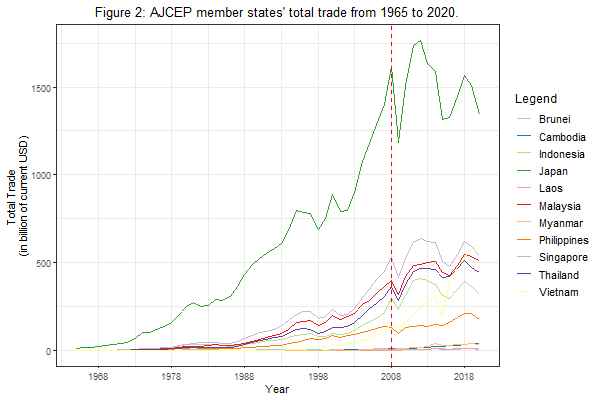 Figure 2: AJCEP member states' total trade from 1965 to 2020.
Total Trade
(in billion of current USD)
1500
1000
500
0
1968
1978
1988
1998
2008
2018
Year
Legend
Brunei
Cambodia
Indonesia
Japan
Laos
Malaysia
Myanmar
Philippines
Singapore
Thailand
Vietnam